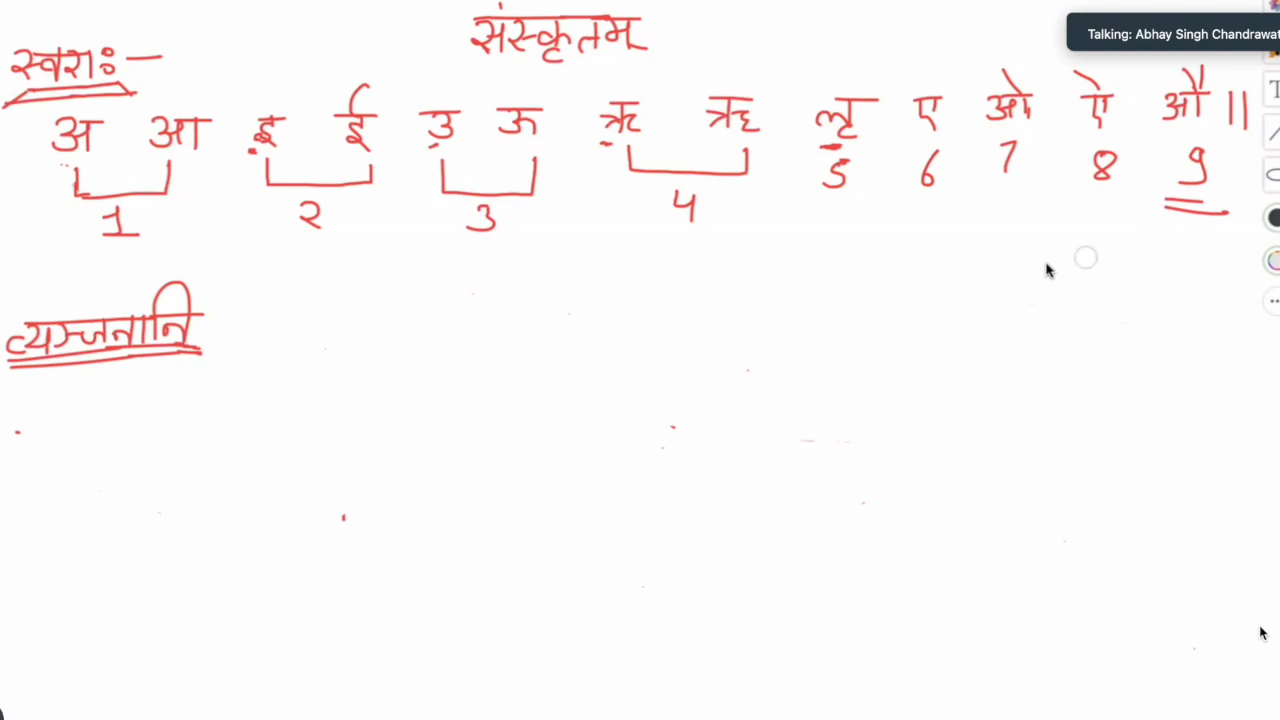 संस्कृतम्
Talking: Abhay Singh Chandrawat
स्वराः —
अ आ इ ई उ ऊ ऋ ॠ लृ ए ओ ऐ औ ॥
1 2 3 4 5 6 7 8 9
व्यञ्जनानि